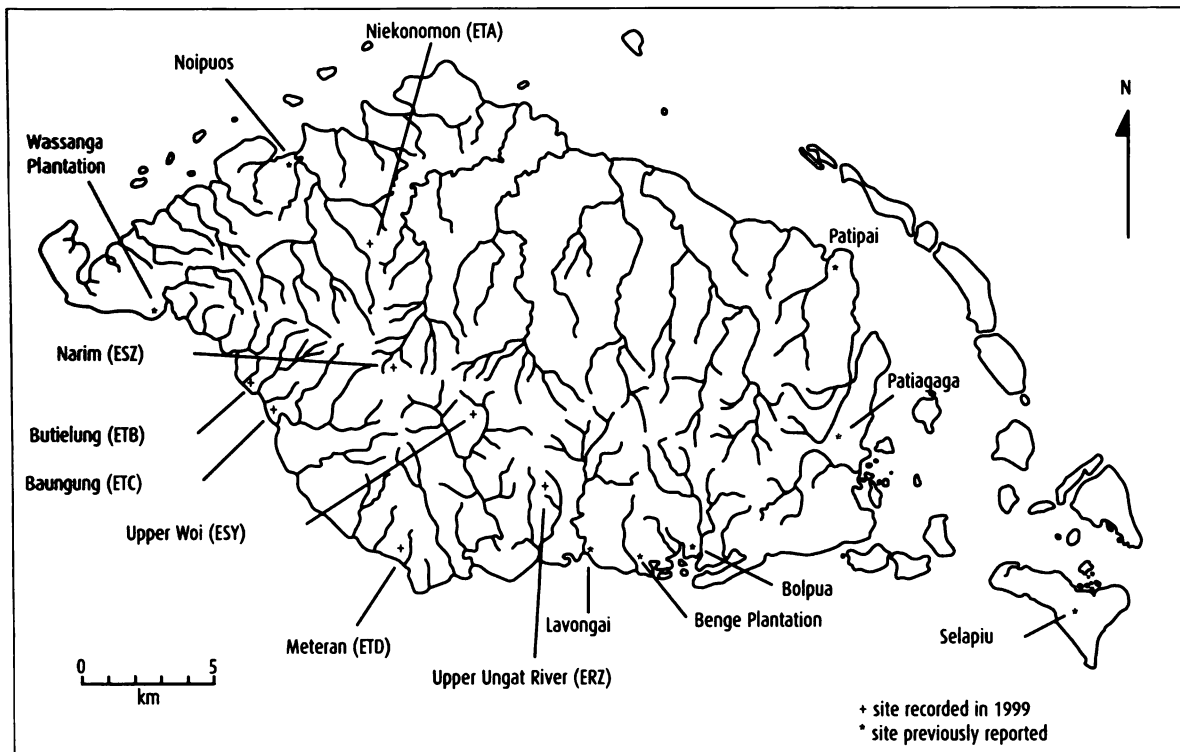 Niekonomon (ETA)
Noipuos
N
Wassanga
Plantation
Patipai
Narim (ESZ)
Patiagaga
Butielung (ETB)
Baungung (ETC)
Upper Woi (ESY)
Bolpua
Lavongai
Benge Plantation
Selapiu
Meteran (ETD)
Upper Ungat River (ERZ)
0 5
km
+ site recorded in 1999
* site previously reported